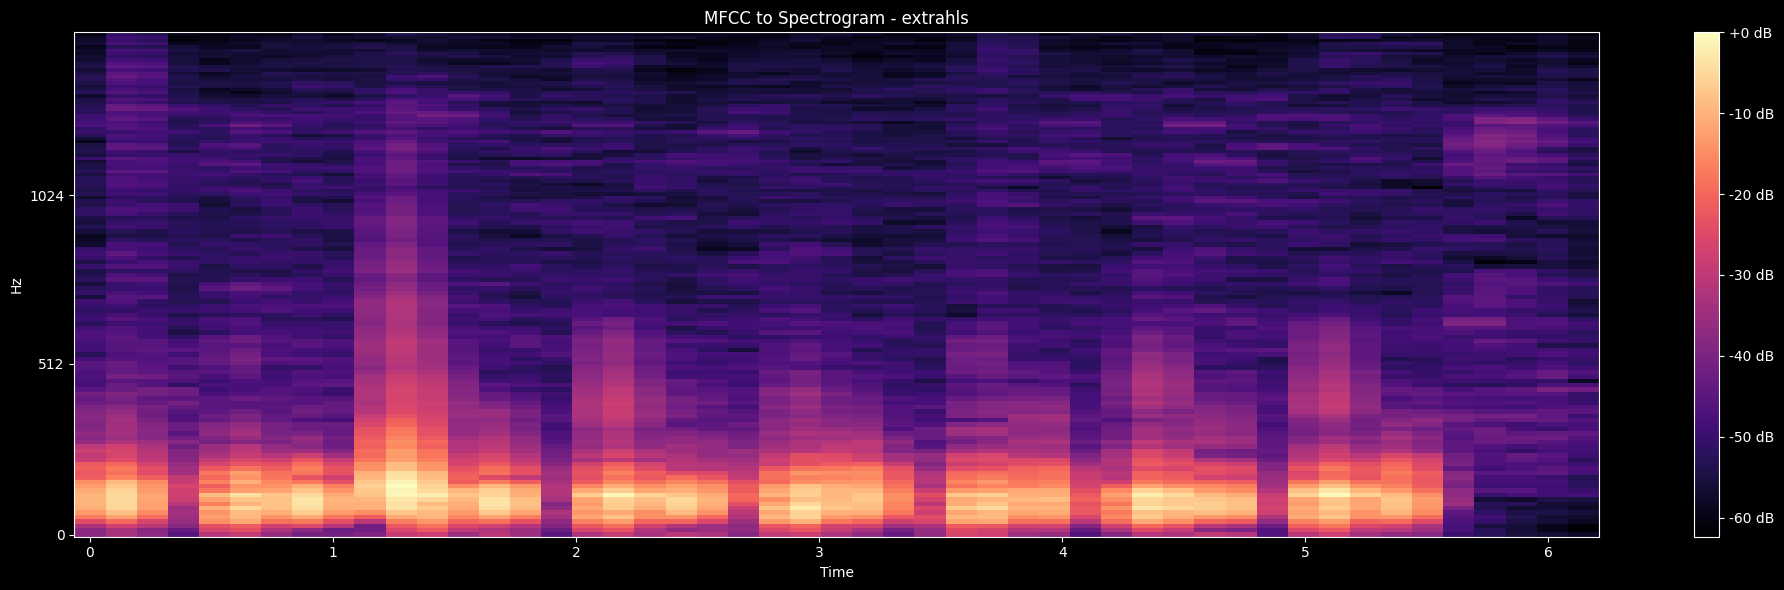 MFCC to Spectrogram - extrahls
+0 dB
-10 dB
-20 dB
-30 dB
-40 dB
-50 dB
-60 dB
Hz
1024
512
0
0 1 2 3 4 5 6
Time